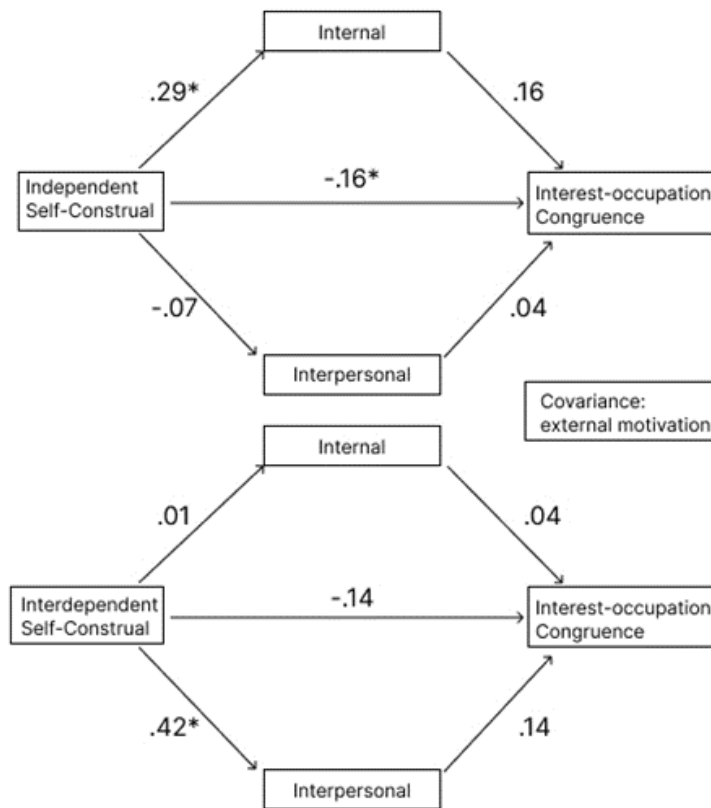 Internal
.29*
.16
Independent
Self-Construal
-.16*
Interest-occupation
Congruence
-.07
.04
Interpersonal
Covariance:
external motivation
Internal
.01
.04
Interdependent
Self-Construal
-.14
Interest-occupation
Congruence
.42*
.14
Interpersonal